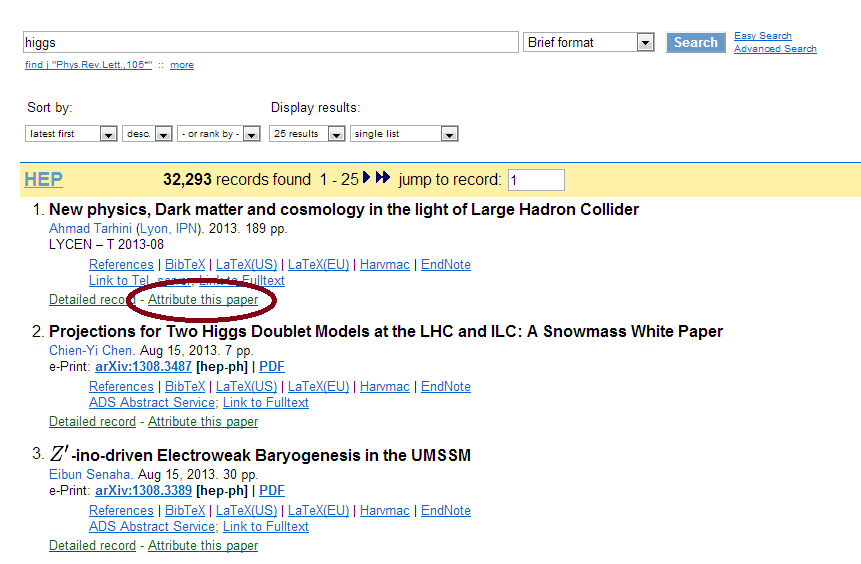 higgs Brief format Search Easy Search
Advanced Search
find j "Phys.Rev.Lett.,105*" :: more
Sort by: Display results:
latest first desc. - or rank by - 25 results single list
HEP 32,293 records found 1 - 25 jump to record: 1
1. New physics, Dark matter and cosmology in the light of Large Hadron Collider
Ahmad Tarhini (Lyon, IPN). 2013. 189 pp.
LYCEN – T 2013-08
References | BibTeX | LaTeX(US) | LaTeX(EU) | Harvmac | EndNote
Link to Tel server; Link to Fulltext
Detailed record - Attribute this paper
2. Projections for Two Higgs Doublet Models at the LHC and ILC: A Snowmass White Paper
Chien-Yi Chen. Aug 15, 2013. 7 pp.
e-Print: arXiv:1308.3487 [hep-ph] | PDF
References | BibTeX | LaTeX(US) | LaTeX(EU) | Harvmac | EndNote
ADS Abstract Service; Link to Fulltext
Detailed record - Attribute this paper
3. Z′-ino-driven Electroweak Baryogenesis in the UMSSM
Eibun Senaha. Aug 15, 2013. 30 pp.
e-Print: arXiv:1308.3389 [hep-ph] | PDF
References | BibTeX | LaTeX(US) | LaTeX(EU) | Harvmac | EndNote
ADS Abstract Service; Link to Fulltext
Detailed record - Attribute this paper